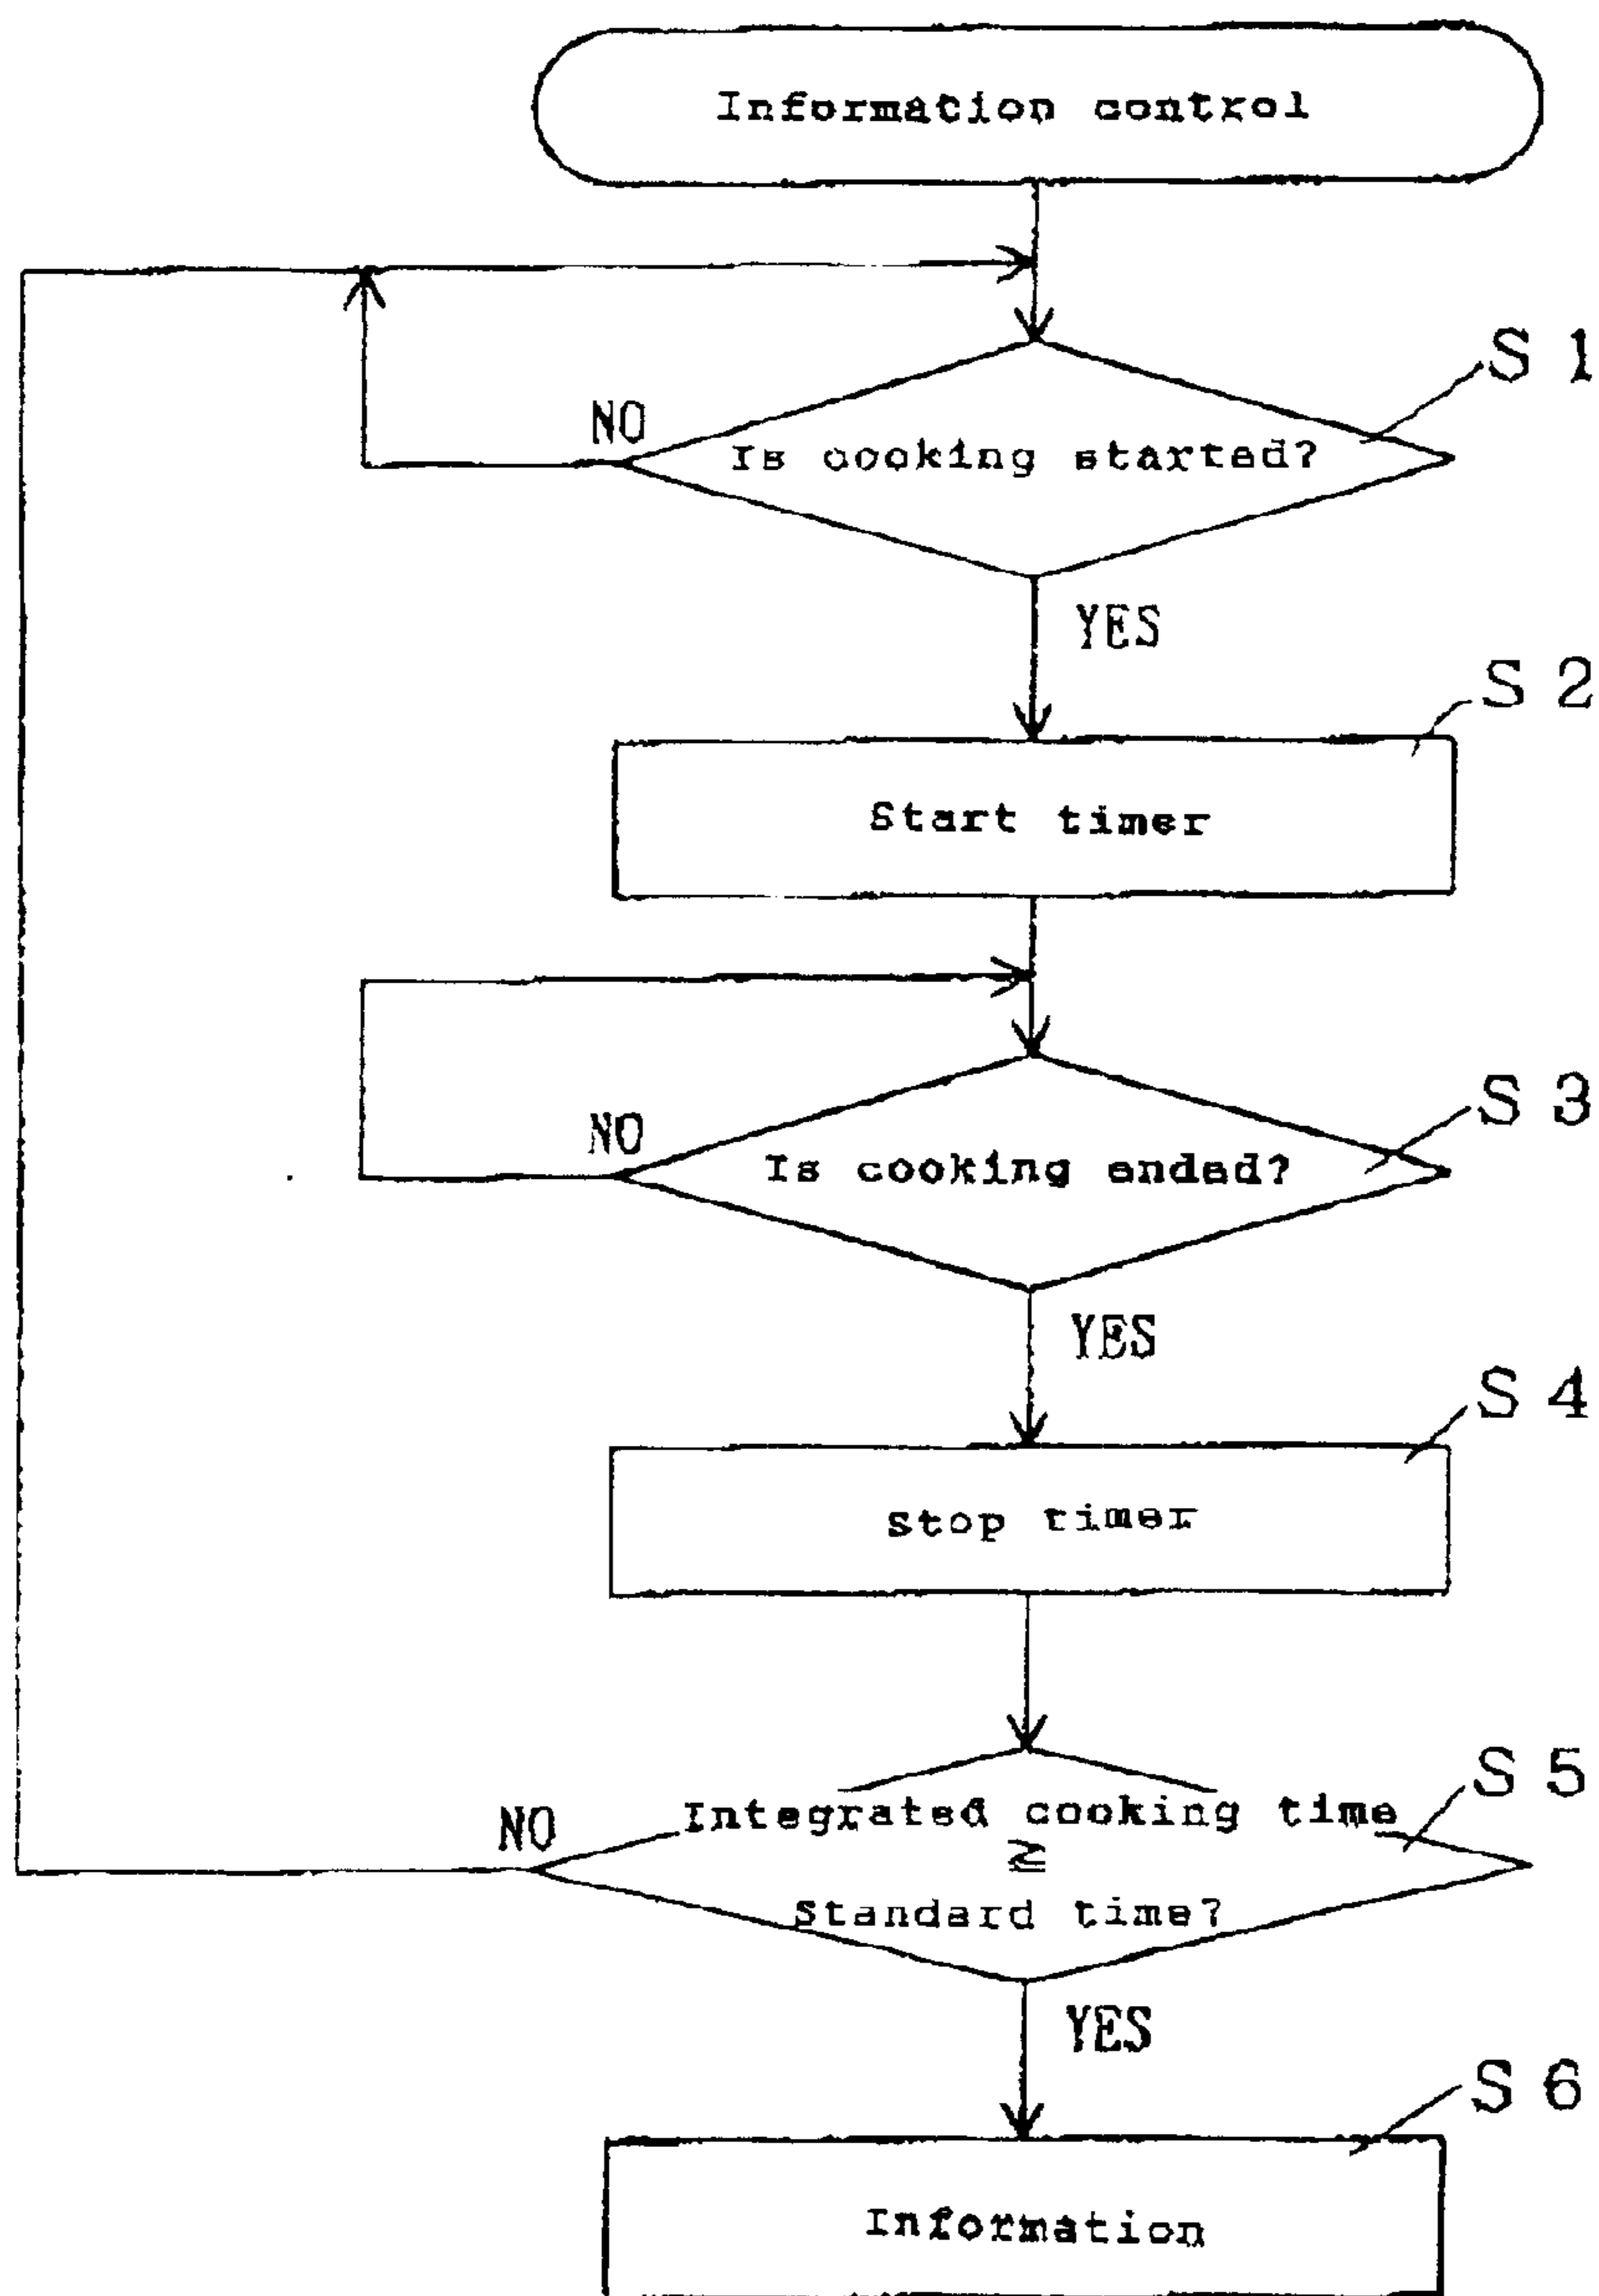 Information control
S 1
NO
Is cooking started?
YES
S 2
Start timer
S 3
NO
Is cooking ended?
YES
S 4
stop timer
S 5
Integrated cooking time
NO
≧
Standard time?
YES
S 6
Information